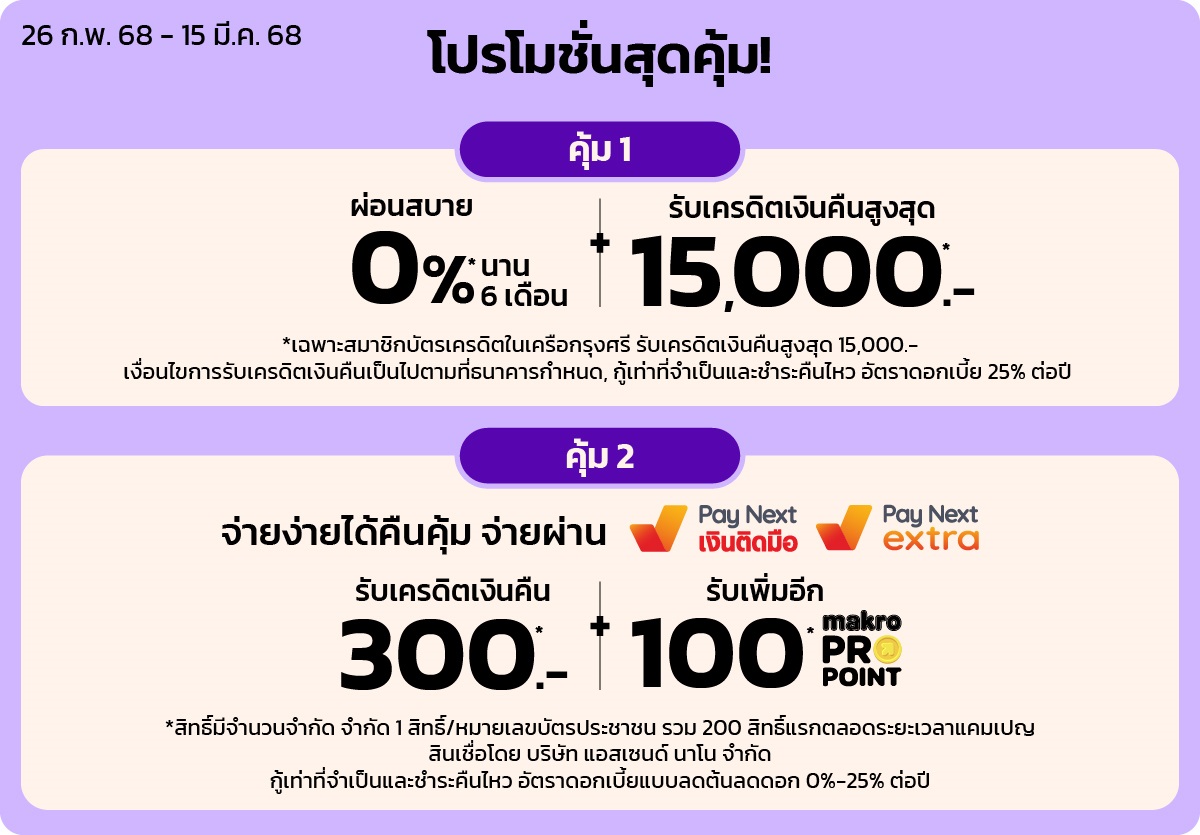 26 ก.พ. 68 - 15 มี.ค. 68
โปรโมชั่นสุดคุ้ม!
คุ้ม 1
ผ่อนสบาย
0%* นาน
6 เดือน
+
รับเครดิตเงินคืนสูงสุด
15,000.-*
*เฉพาะสมาชิกบัตรเครดิตในเครือกรุงศรี รับเครดิตเงินคืนสูงสุด 15,000.-
เงื่อนไขการรับเครดิตเงินคืนเป็นไปตามที่ธนาคารกำหนด, กู้เท่าที่จำเป็นและชำระคืนไหว อัตราดอกเบี้ย 25% ต่อปี
คุ้ม 2
จ่ายง่ายได้คืนคุ้ม จ่ายผ่าน
Pay Next
เงินติดมือ
Pay Next
extra
รับเครดิตเงินคืน
300.-*
+
รับเพิ่มอีก
100*
makro
PRO
POINT
*สิทธิ์มีจำนวนจำกัด จำกัด 1 สิทธิ์/หมายเลขบัตรประชาชน รวม 200 สิทธิ์แรกตลอดระยะเวลาแคมเปญ
สินเชื่อโดย บริษัท แอสเซนด์ นาโน จำกัด
กู้เท่าที่จำเป็นและชำระคืนไหว อัตราดอกเบี้ยแบบลดต้นลดดอก 0%-25% ต่อปี